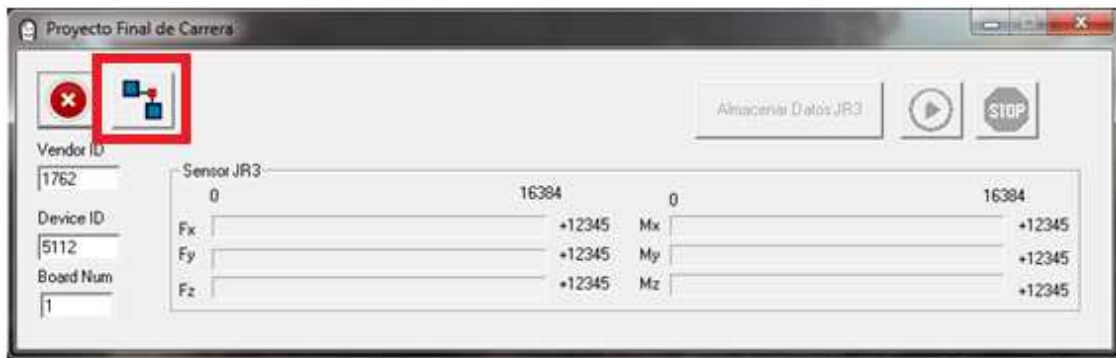 Proyecto Final de Carrera
Almacenar Datos JR3
STOP
Vendor ID
1762
Device ID
5112
Board Num
1
Sensor JR3
0 16384 0 16384
Fx +12345 Mx +12345
Fy +12345 My +12345
Fz +12345 Mz +12345